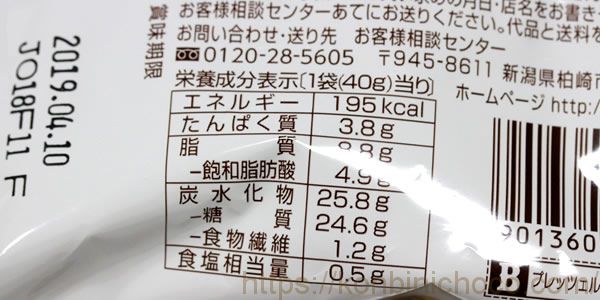 お客様相談センターあてにお送りください。代品と送料を
お問い合わせ・送り先 お客様相談センター
0120-28-5605 〒945-8611 新潟県柏崎市
ホームページ http:/
賞味期限
2019.04.10
JO18F11 F
栄養成分表示〔1袋(40g)当り〕
エネルギー 195kcal
たんぱく質 3.8g
脂質 8.8g
–飽和脂肪酸 4.9g
炭水化物 25.8g
–糖質 24.6g
–食物繊維 1.2g
食塩相当量 0.5g
901360
B プレッツェル